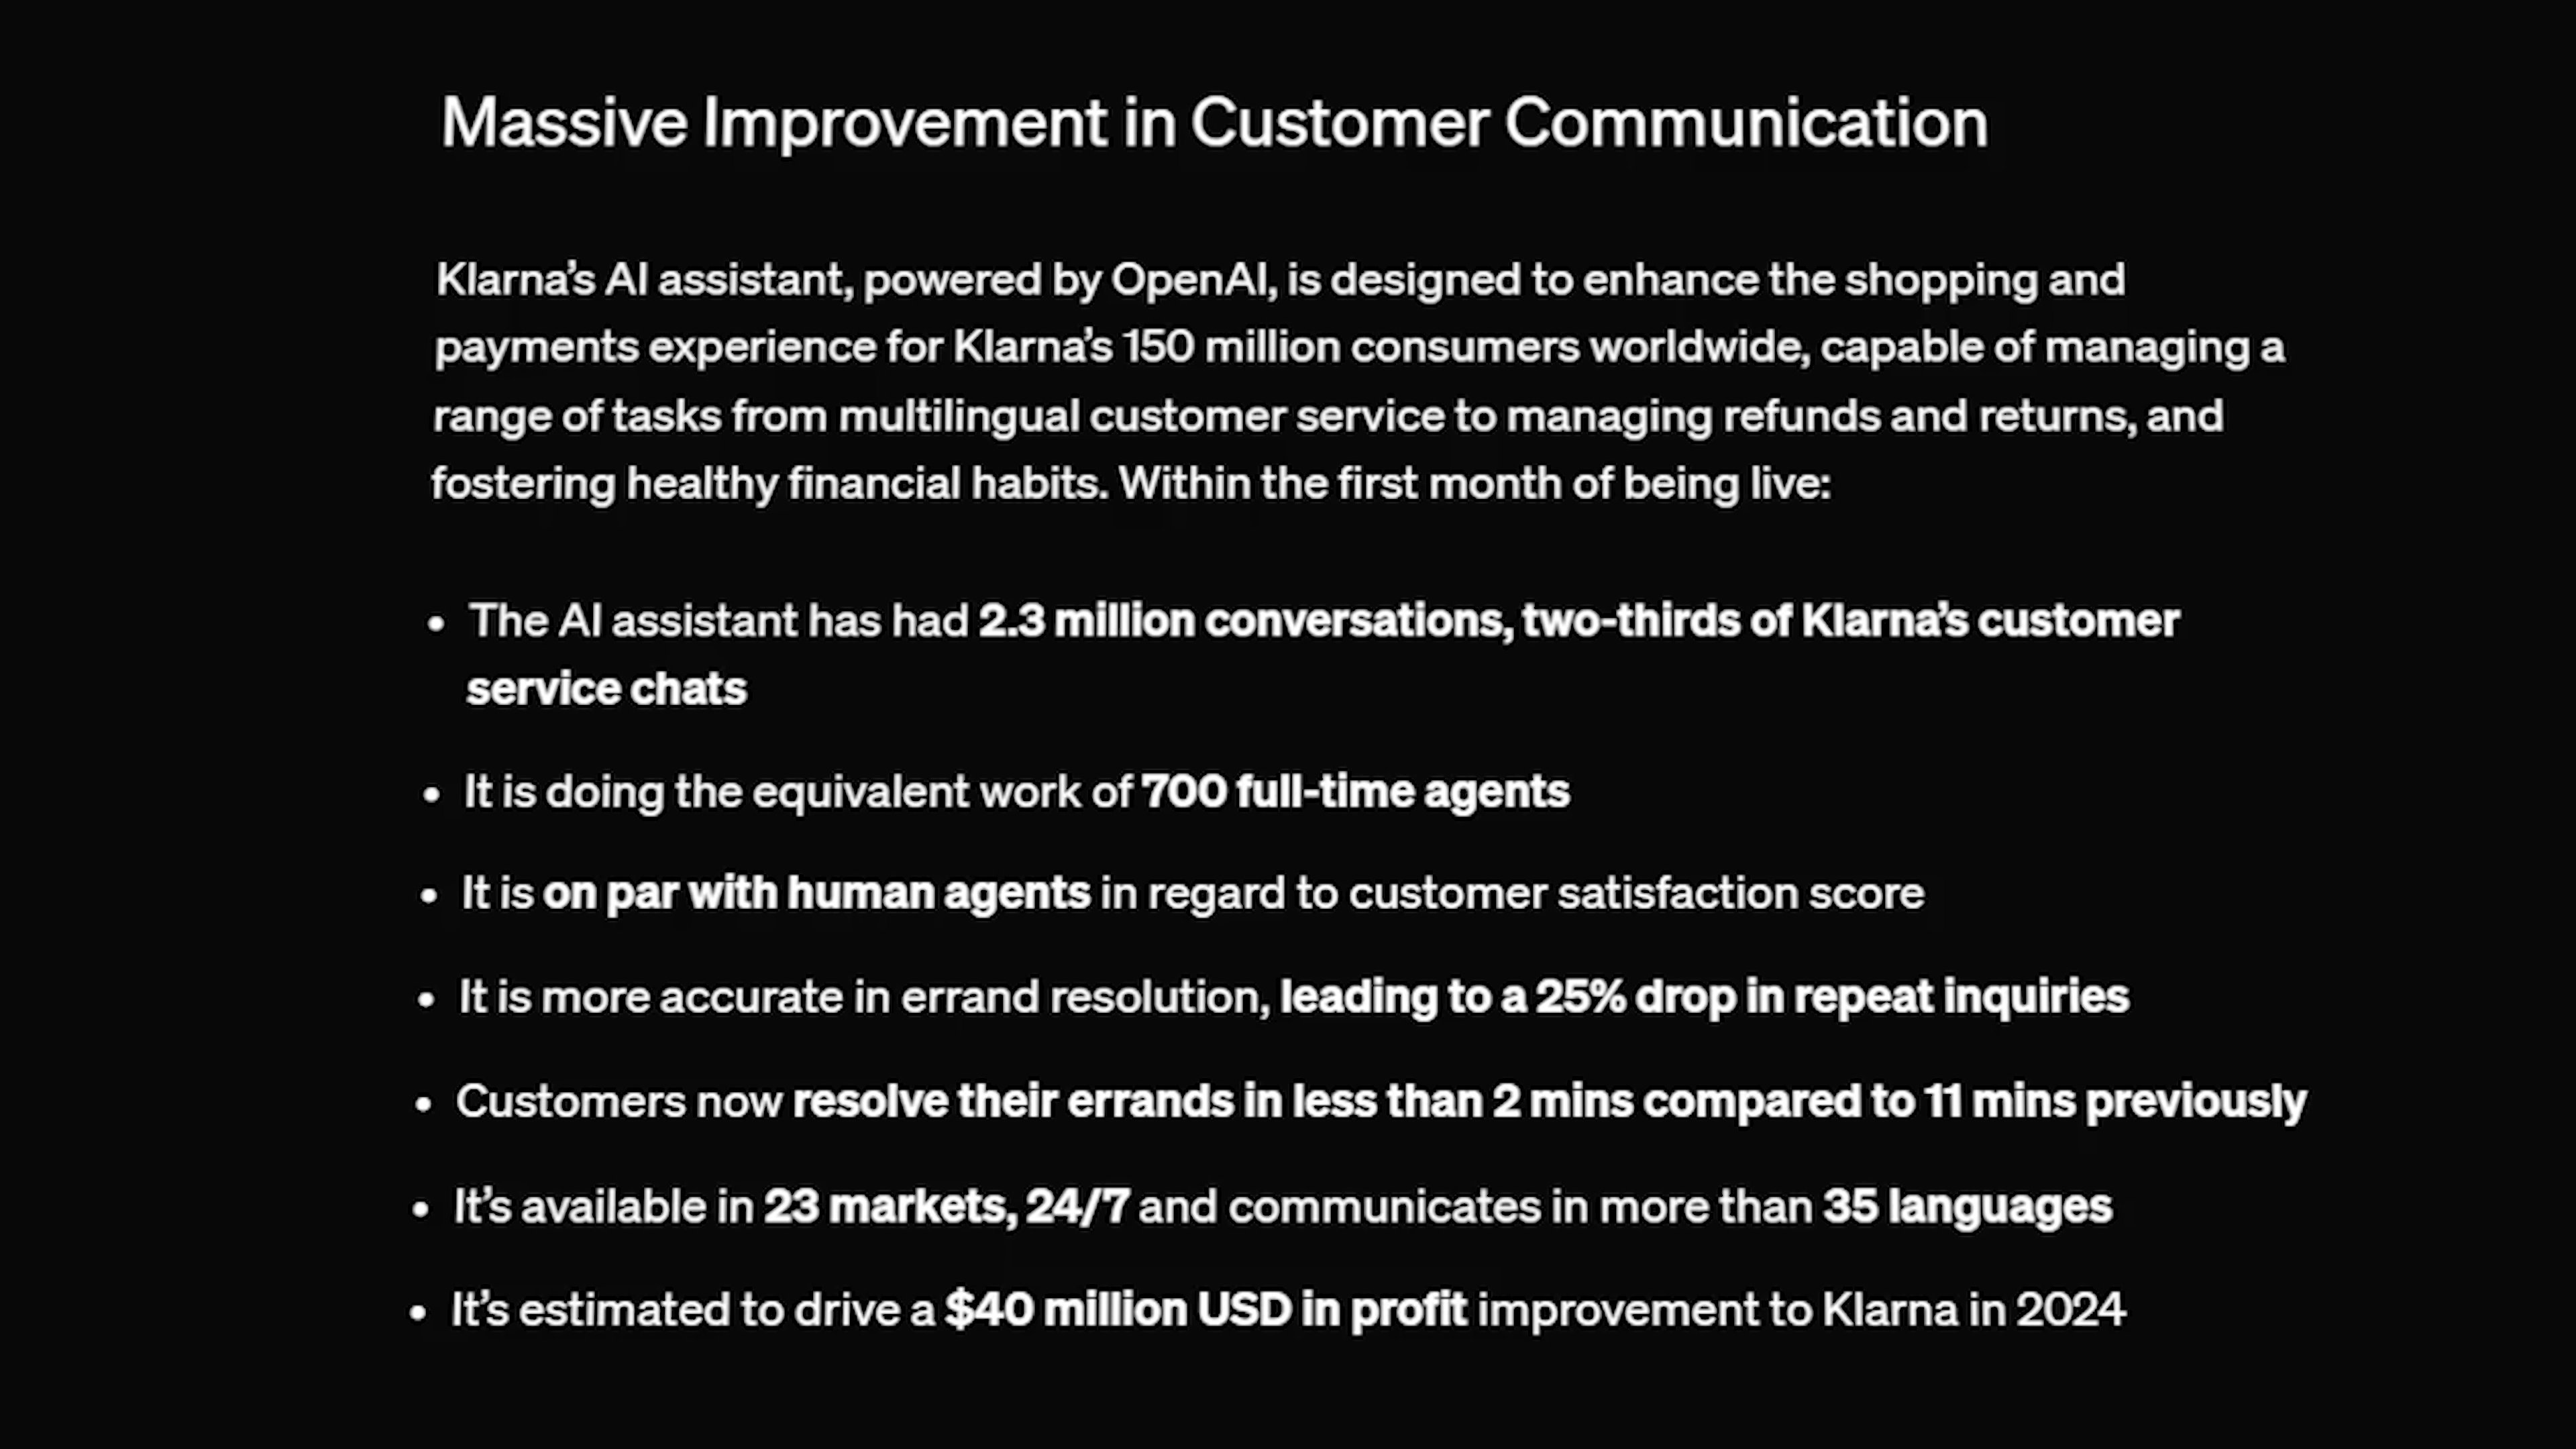 Massive Improvement in Customer Communication
Klarna’s AI assistant, powered by OpenAI, is designed to enhance the shopping and
payments experience for Klarna’s 150 million consumers worldwide, capable of managing a
range of tasks from multilingual customer service to managing refunds and returns, and
fostering healthy financial habits. Within the first month of being live:
• The AI assistant has had 2.3 million conversations, two-thirds of Klarna’s customer
service chats
• It is doing the equivalent work of 700 full-time agents
• It is on par with human agents in regard to customer satisfaction score
• It is more accurate in errand resolution, leading to a 25% drop in repeat inquiries
• Customers now resolve their errands in less than 2 mins compared to 11 mins previously
• It’s available in 23 markets, 24/7 and communicates in more than 35 languages
• It’s estimated to drive a $40 million USD in profit improvement to Klarna in 2024